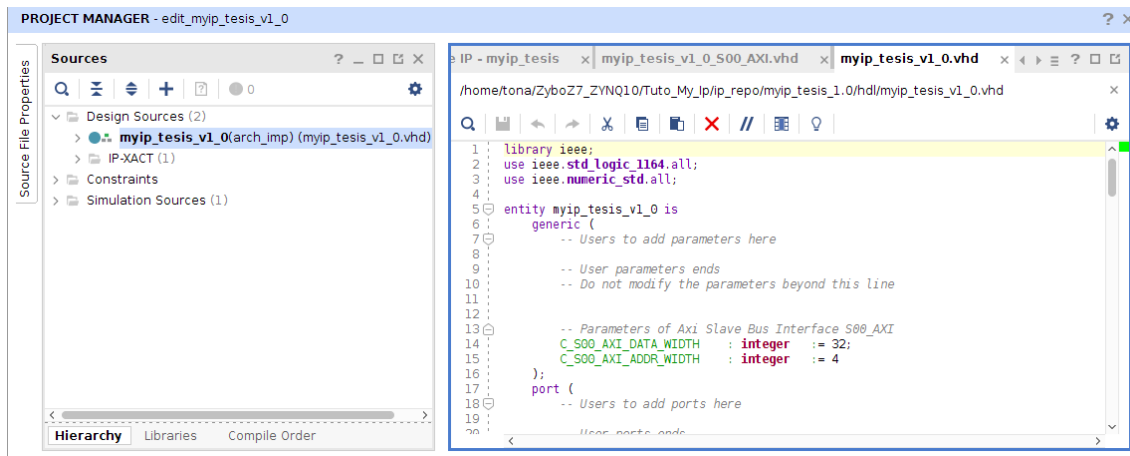 PROJECT MANAGER - edit_myip_tesis_v1_0
Source File Properties
Sources
0
Design Sources (2)
myip_tesis_v1_0(arch_imp) (myip_tesis_v1_0.vhd)
IP-XACT (1)
Constraints
Simulation Sources (1)
Hierarchy Libraries Compile Order
e IP - myip_tesis myip_tesis_v1_0_S00_AXI.vhd myip_tesis_v1_0.vhd
/home/tona/ZyboZ7_ZYNQ10/Tuto_My_Ip/ip_repo/myip_tesis_1.0/hdl/myip_tesis_v1_0.vhd
1 library ieee;
2 use ieee.std_logic_1164.all;
3 use ieee.numeric_std.all;
4
5 entity myip_tesis_v1_0 is
6 generic (
7 -- Users to add parameters here
8
9 -- User parameters ends
10 -- Do not modify the parameters beyond this line
11
12
13 -- Parameters of Axi Slave Bus Interface S00_AXI
14 C_S00_AXI_DATA_WIDTH : integer := 32;
15 C_S00_AXI_ADDR_WIDTH : integer := 4
16 );
17 port (
18 -- Users to add ports here
19
20 -- User ports ends